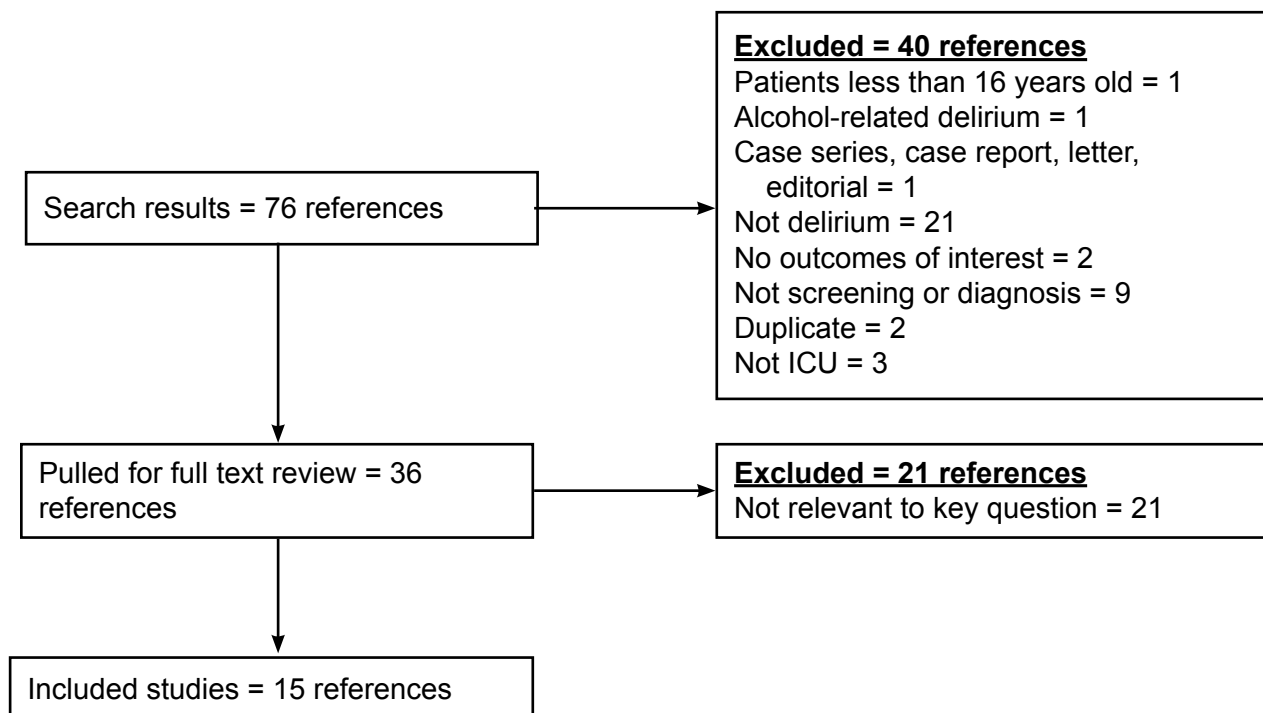 Search results = 76 references
Excluded = 40 references
Patients less than 16 years old = 1
Alcohol-related delirium = 1
Case series, case report, letter,
editorial = 1
Not delirium = 21
No outcomes of interest = 2
Not screening or diagnosis = 9
Duplicate = 2
Not ICU = 3
Pulled for full text review = 36
references
Excluded = 21 references
Not relevant to key question = 21
Included studies = 15 references